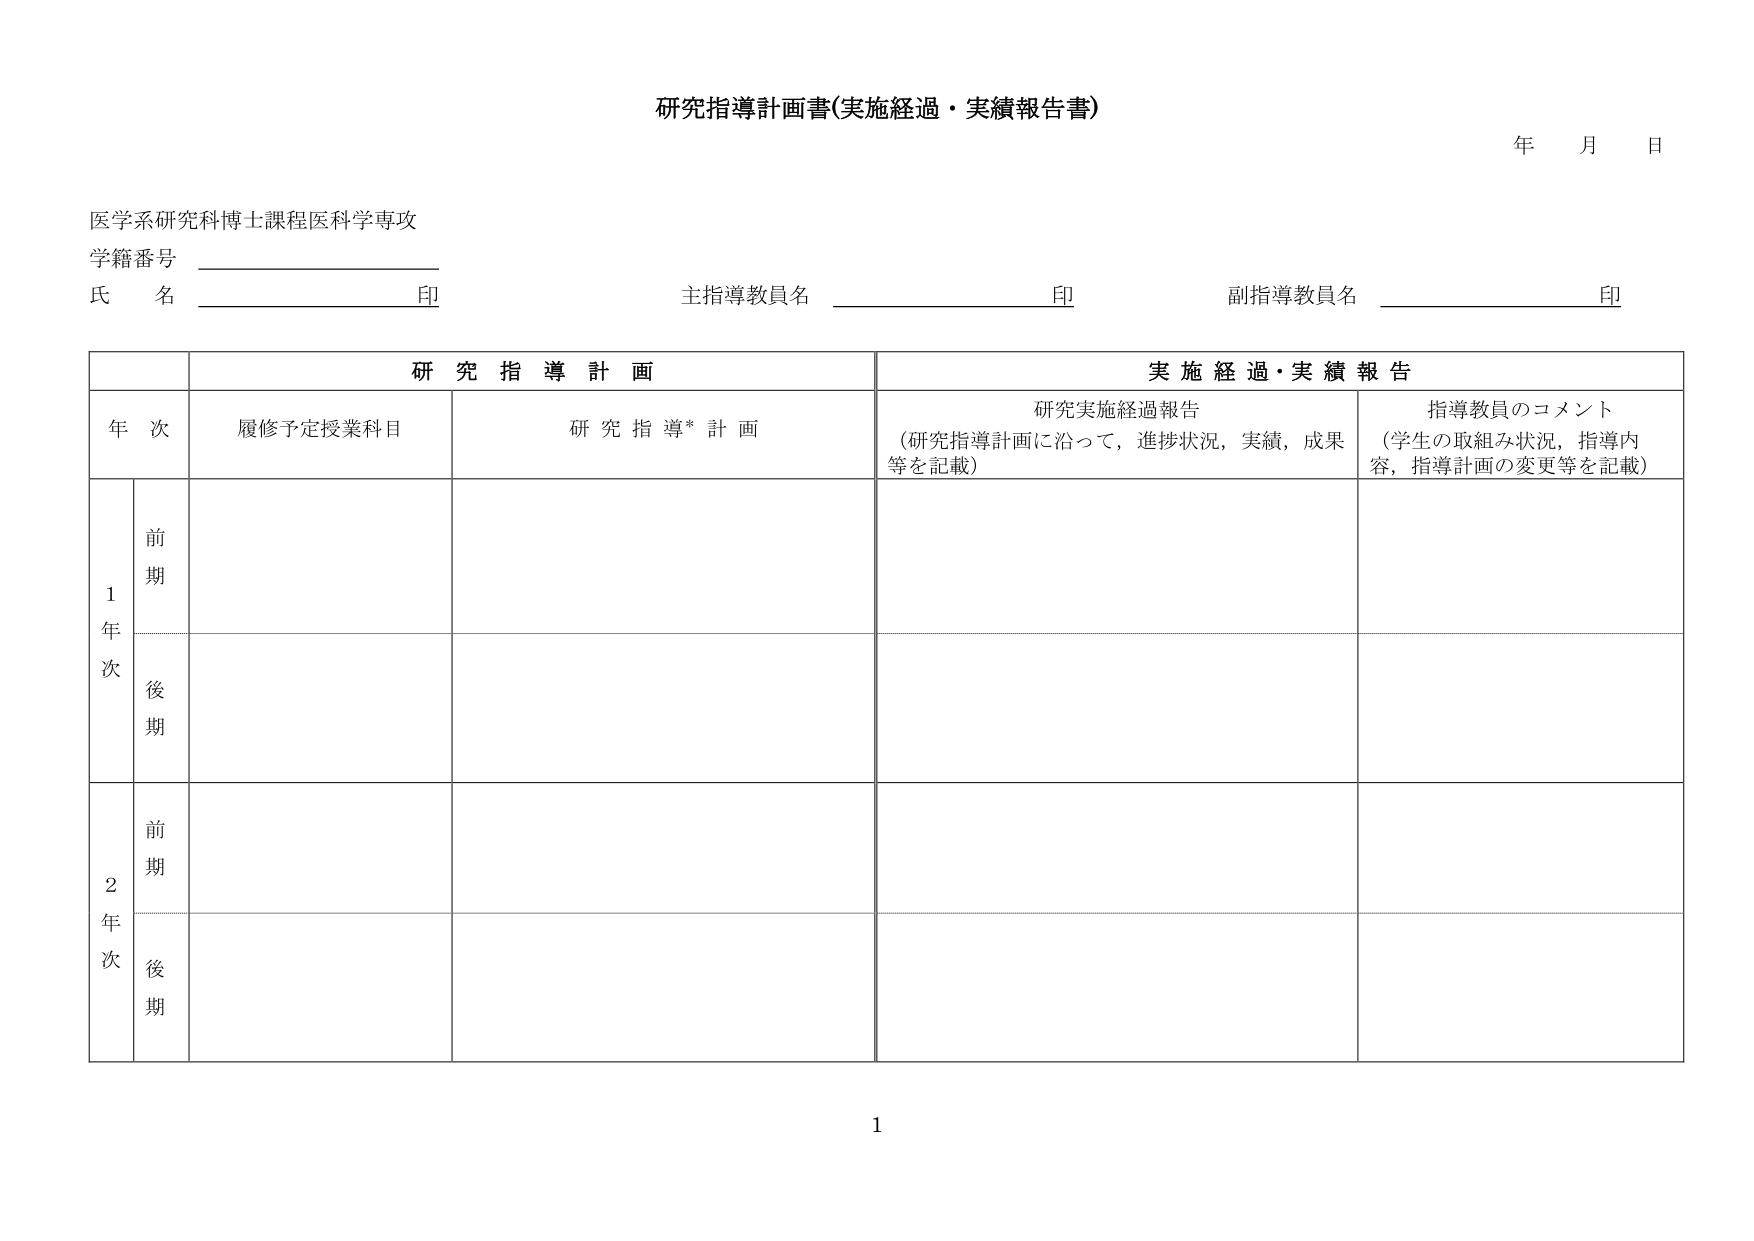 研究指導計画書(実施経過・実績報告書)
年　　月　　日
医学系研究科博士課程医科学専攻
学籍番号
氏　　名　　　　　　　　　　　印　　　　　　主指導教員名　　　　　　　　　　　印　　　　　　副指導教員名　　　　　　　　　　　印
研　究　指　導　計　画
実 施 経 過・実 績 報 告
年　次
履修予定授業科目
研 究 指 導* 計 画
研究実施経過報告
（研究指導計画に沿って，進捗状況，実績，成果
等を記載）
指導教員のコメント
（学生の取組み状況，指導内
容，指導計画の変更等を記載）
1
年
次
前
期
後
期
2
年
次
前
期
後
期
1